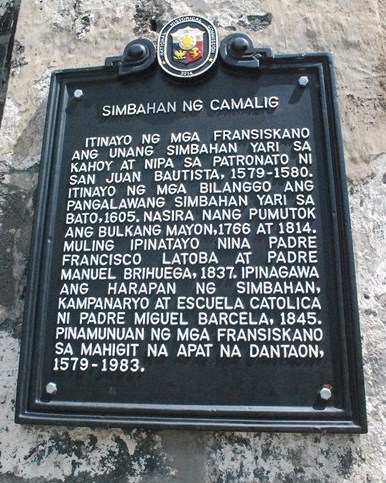 NATIONAL HISTORICAL COMMISSION
2014
SIMBAHAN NG CAMALIG
ITINAYO NG MGA FRANSISKANO
ANG UNANG SIMBAHAN YARI SA
KAHOY AT NIPA SA PATRONATO NI
SAN JUAN BAUTISTA, 1579-1580.
ITINAYO NG MGA BILANGGO ANG
PANGALAWANG SIMBAHAN YARI SA
BATO,1605. NASIRA NANG PUMUTOK
ANG BULKANG MAYON,1766 AT 1814.
MULING IPINATAYO NINA PADRE
FRANCISCO LATOBA AT PADRE
MANUEL BRIHUEGA, 1837. IPINAGAWA
ANG HARAPAN NG SIMBAHAN,
KAMPANARYO AT ESCUELA CATOLICA
NI PADRE MIGUEL BARCELA, 1845.
PINAMUNUAN NG MGA FRANSISKANO
SA MAHIGIT NA APAT NA DANTAON,
1579-1983.